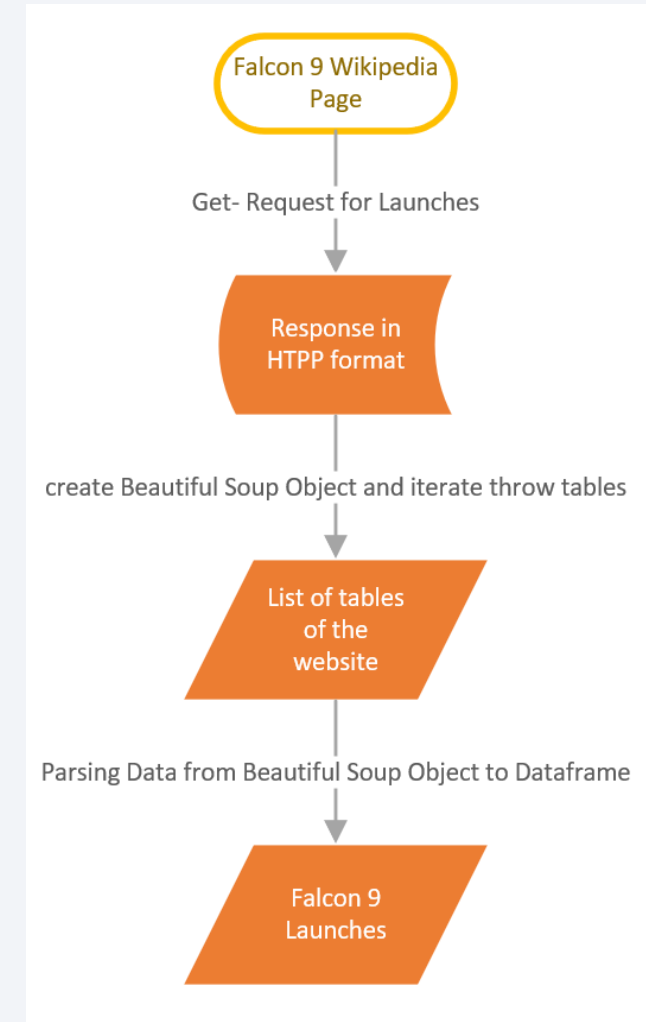 Falcon 9 Wikipedia
Page
Get- Request for Launches
Response in
HTPP format
create Beautiful Soup Object and iterate throw tables
List of tables
of the
website
Parsing Data from Beautiful Soup Object to Dataframe
Falcon 9
Launches